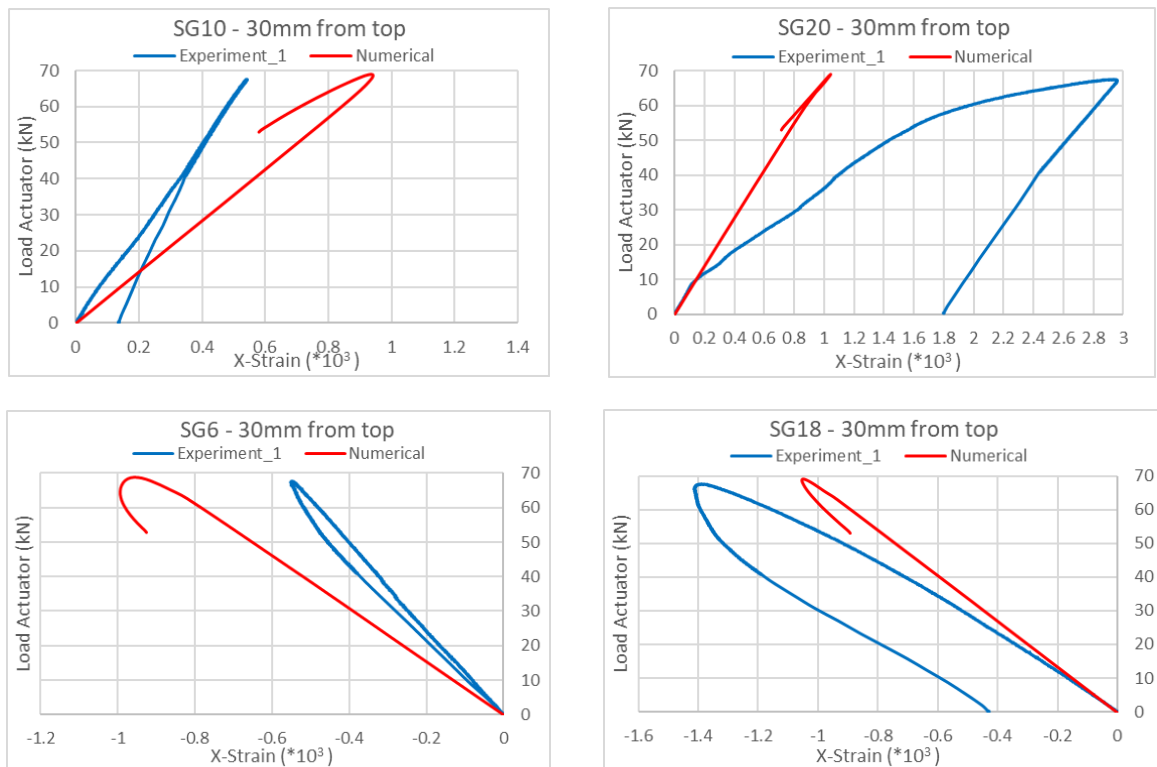 SG10 - 30mm from top
Experiment_1 Numerical
70
60
50
40
30
20
10
0
Load Actuator (kN)
0 0.2 0.4 0.6 0.8 1 1.2 1.4
X-Strain (*10³ )
SG20 - 30mm from top
Experiment_1 Numerical
70
60
50
40
30
20
10
0
Load Actuator (kN)
0 0.2 0.4 0.6 0.8 1 1.2 1.4 1.6 1.8 2 2.2 2.4 2.6 2.8 3
X-Strain (*10³ )
SG6 - 30mm from top
Experiment_1 Numerical
70
60
50
40
30
20
10
0
Load Actuator (kN)
-1.2 -1 -0.8 -0.6 -0.4 -0.2 0
X-Strain (*10³ )
SG18 - 30mm from top
Experiment_1 Numerical
70
60
50
40
30
20
10
0
Load Actuator (kN)
-1.6 -1.4 -1.2 -1 -0.8 -0.6 -0.4 -0.2 0
X-Strain (*10³ )